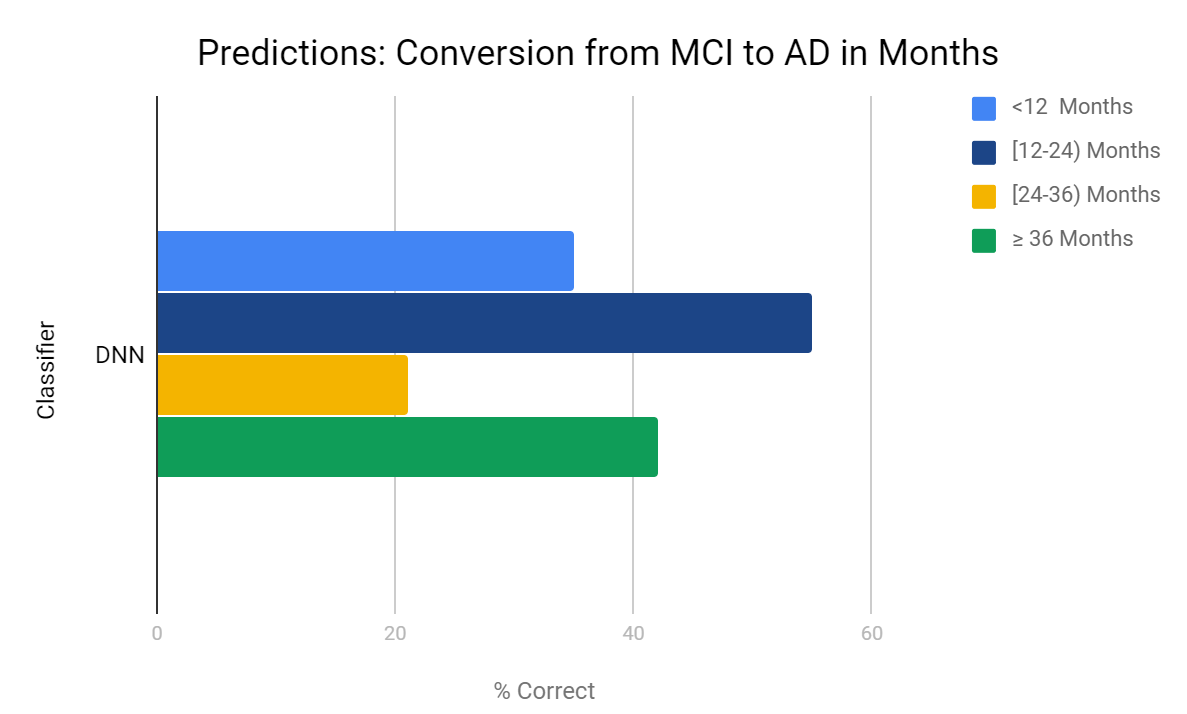 Predictions: Conversion from MCI to AD in Months
<12  Months
[12-24) Months
[24-36) Months
≥ 36 Months
Classifier
DNN
0 20 40 60
% Correct